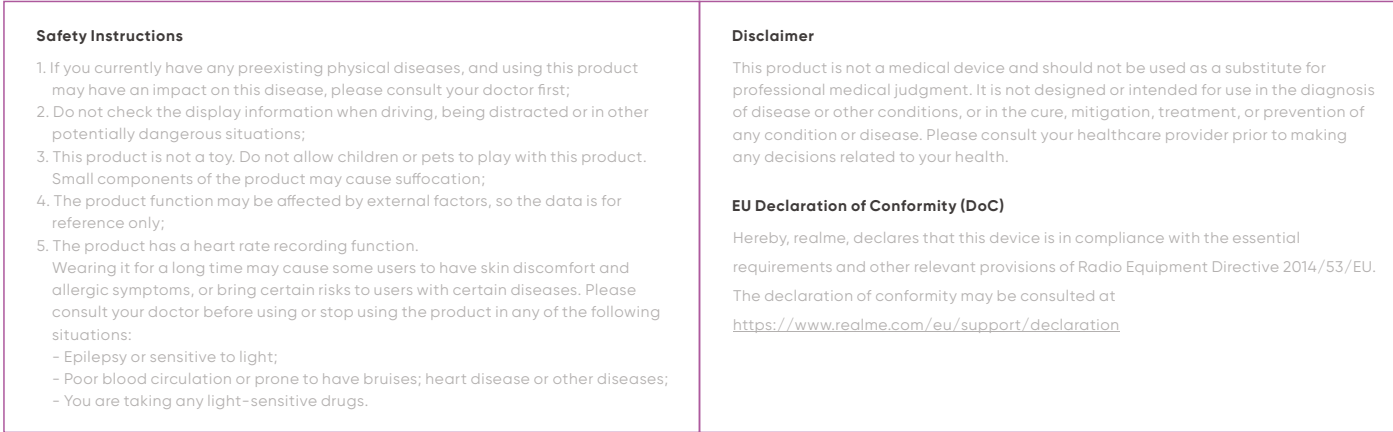 Safety Instructions
1. If you currently have any preexisting physical diseases, and using this product
may have an impact on this disease, please consult your doctor first;
2. Do not check the display information when driving, being distracted or in other
potentially dangerous situations;
3. This product is not a toy. Do not allow children or pets to play with this product.
Small components of the product may cause suffocation;
4. The product function may be affected by external factors, so the data is for
reference only;
5. The product has a heart rate recording function.
Wearing it for a long time may cause some users to have skin discomfort and
allergic symptoms, or bring certain risks to users with certain diseases. Please
consult your doctor before using or stop using the product in any of the following
situations:
- Epilepsy or sensitive to light;
- Poor blood circulation or prone to have bruises; heart disease or other diseases;
- You are taking any light-sensitive drugs.
Disclaimer
This product is not a medical device and should not be used as a substitute for
professional medical judgment. It is not designed or intended for use in the diagnosis
of disease or other conditions, or in the cure, mitigation, treatment, or prevention of
any condition or disease. Please consult your healthcare provider prior to making
any decisions related to your health.
EU Declaration of Conformity (DoC)
Hereby, realme, declares that this device is in compliance with the essential
requirements and other relevant provisions of Radio Equipment Directive 2014/53/EU.
The declaration of conformity may be consulted at
https://www.realme.com/eu/support/declaration